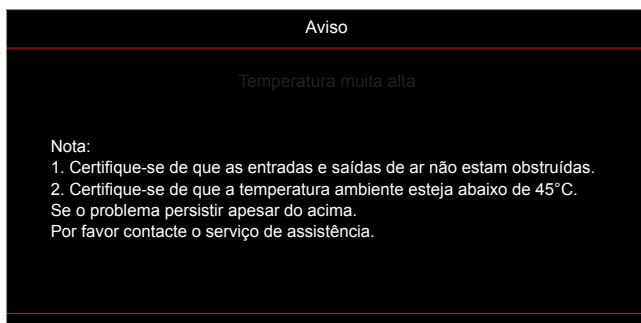 Aviso
Temperatura muita alta
Nota:
1. Certifique-se de que as entradas e saídas de ar não estam obstruídas.
2. Certifique-se de que a temperatura ambiente esteja abaixo de 45°C.
Se o problema persistir apesar do acima.
Por favor contacte o serviço de assistência.